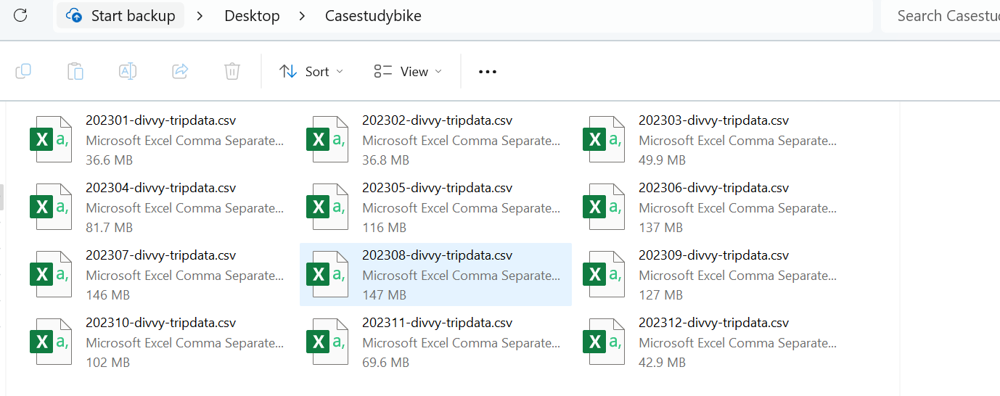 Start backup > Desktop > Casestudybike
Search Casestu
Sort View
202301-divvy-tripdata.csv
Microsoft Excel Comma Separate...
36.6 MB
202302-divvy-tripdata.csv
Microsoft Excel Comma Separate...
36.8 MB
202303-divvy-tripdata.csv
Microsoft Excel Comma Separate...
49.9 MB
202304-divvy-tripdata.csv
Microsoft Excel Comma Separate...
81.7 MB
202305-divvy-tripdata.csv
Microsoft Excel Comma Separate...
116 MB
202306-divvy-tripdata.csv
Microsoft Excel Comma Separate...
137 MB
202307-divvy-tripdata.csv
Microsoft Excel Comma Separate...
146 MB
202308-divvy-tripdata.csv
Microsoft Excel Comma Separate...
147 MB
202309-divvy-tripdata.csv
Microsoft Excel Comma Separate...
127 MB
202310-divvy-tripdata.csv
Microsoft Excel Comma Separate...
102 MB
202311-divvy-tripdata.csv
Microsoft Excel Comma Separate...
69.6 MB
202312-divvy-tripdata.csv
Microsoft Excel Comma Separate...
42.9 MB